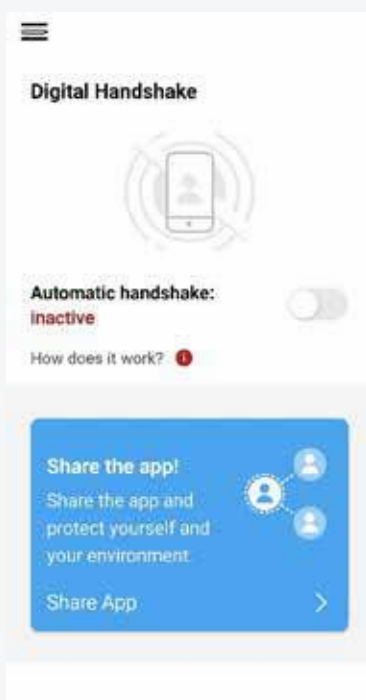 Digital Handshake
Automatic handshake:
inactive
How does it work?
Share the app!
Share the app and
protect yourself and
your environment
Share App